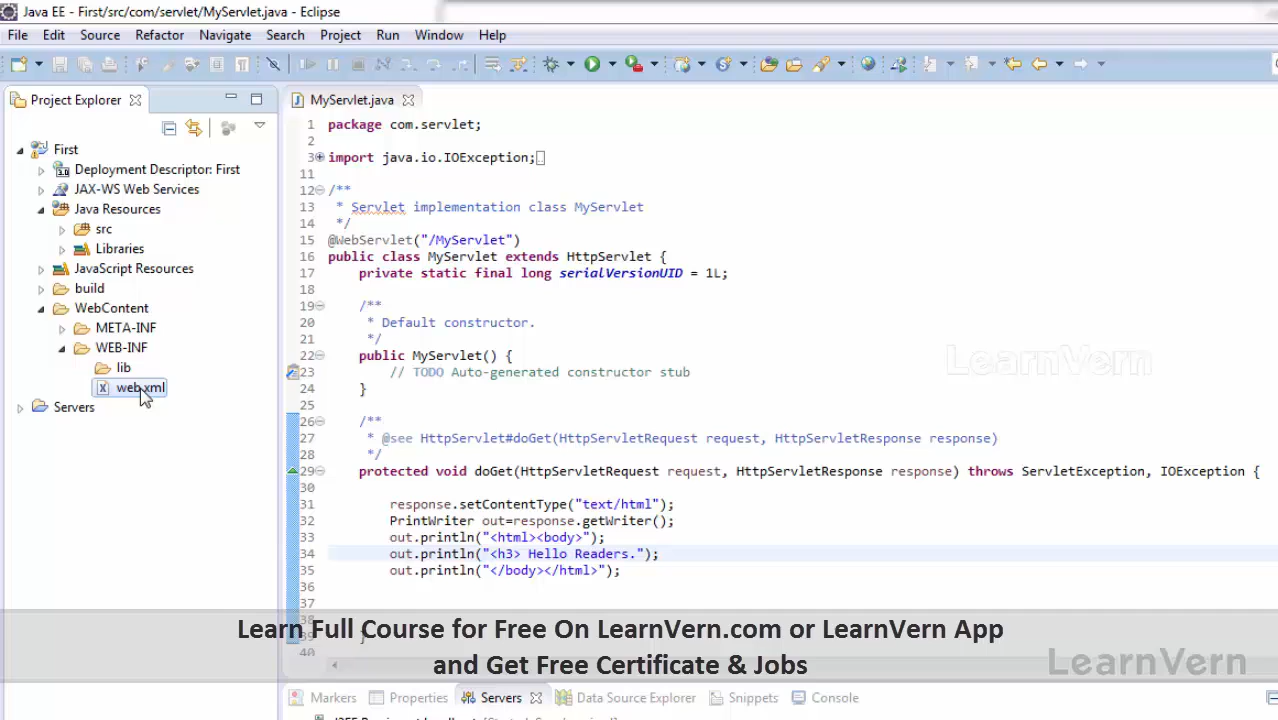 Java EE - First/src/com/servlet/MyServlet.java - Eclipse
File Edit Source Refactor Navigate Search Project Run Window Help
Project Explorer
First
Deployment Descriptor: First
JAX-WS Web Services
Java Resources
src
Libraries
JavaScript Resources
build
WebContent
META-INF
WEB-INF
lib
web.xml
Servers
MyServlet.java
1 package com.servlet;
2
3 import java.io.IOException;
11
12 /**
13 * Servlet implementation class MyServlet
14 */
15 @WebServlet("/MyServlet")
16 public class MyServlet extends HttpServlet {
17 private static final long serialVersionUID = 1L;
18
19 /**
20 * Default constructor.
21 */
22 public MyServlet() {
23 // TODO Auto-generated constructor stub
24 }
25
26 /**
27 * @see HttpServlet#doGet(HttpServletRequest request, HttpServletResponse response)
28 */
29 protected void doGet(HttpServletRequest request, HttpServletResponse response) throws ServletException, IOException {
30
31 response.setContentType("text/html");
32 PrintWriter out=response.getWriter();
33 out.println("<html><body>");
34 out.println("<h3> Hello Readers.");
35 out.println("</body></html>");
36
37
38
40
LearnVern
Learn Full Course for Free On LearnVern.com or LearnVern App
and Get Free Certificate & Jobs
LearnVern
Markers Properties Servers Data Source Explorer Snippets Console